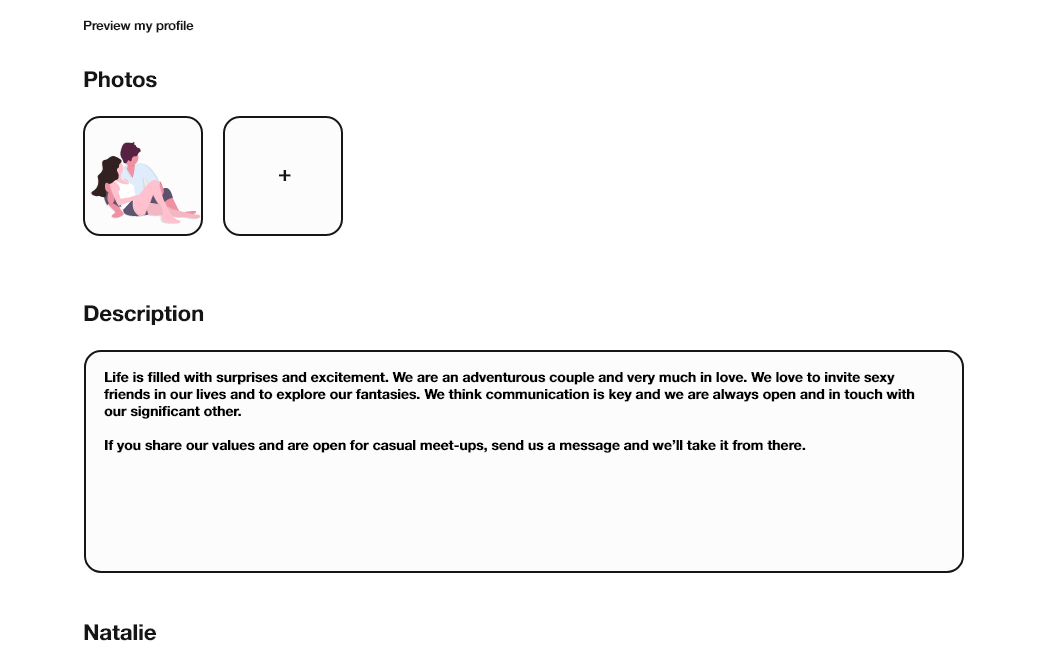 Preview my profile
Photos
+
Description
Life is filled with surprises and excitement. We are an adventurous couple and very much in love. We love to invite sexy
friends in our lives and to explore our fantasies. We think communication is key and we are always open and in touch with
our significant other.
If you share our values and are open for casual meet-ups, send us a message and we’ll take it from there.
Natalie